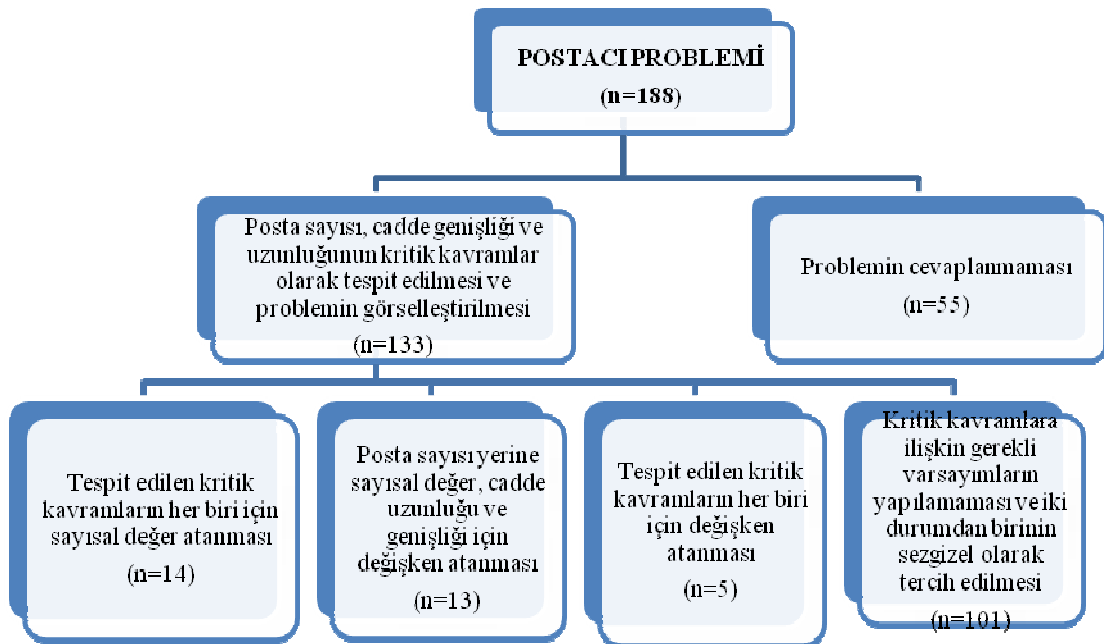 POSTACI PROBLEMİ
(n=188)
Posta sayısı, cadde genişliği ve
uzunluğunun kritik kavramlar
olarak tespit edilmesi ve
problemin görselleştirilmesi
(n=133)
Problemin cevaplanmaması
(n=55)
Tespit edilen kritik
kavramların her biri için
sayısal değer atanması
(n=14)
Posta sayısı yerine
sayısal değer, cadde
uzunluğu ve
genişliği için
değişken atanması
(n=13)
Tespit edilen kritik
kavramların her biri
için değişken
atanması
(n=5)
Kritik kavramlara
ilişkin gerekli
varsayımların
yapılamaması ve iki
durumdan birinin
sezgizel olarak
tercih edilmesi
(n=101)